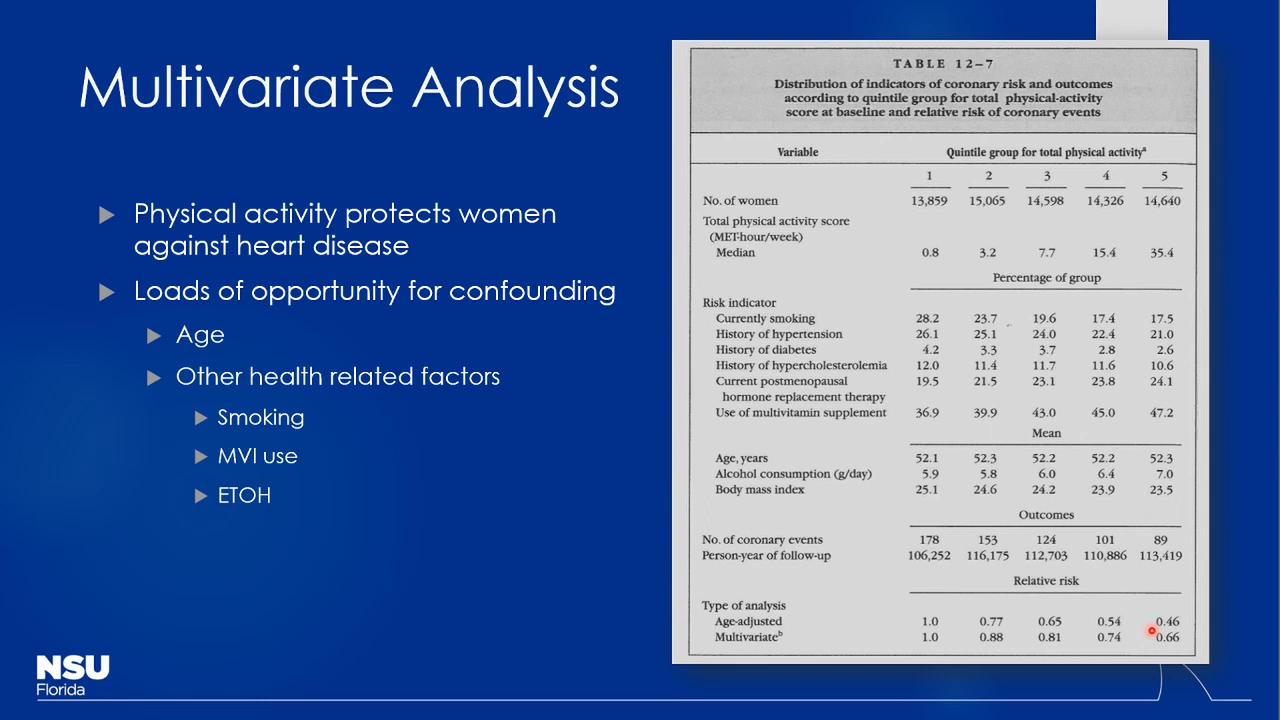 Multivariate Analysis
Physical activity protects women
against heart disease
Loads of opportunity for confounding
Age
Other health related factors
Smoking
MVI use
ETOH
NSU
Florida
TABLE 12–7
Distribution of indicators of coronary risk and outcomes
according to quintile group for total physical-activity
score at baseline and relative risk of coronary events
Variable Quintile group for total physical activityᵃ
1 2 3 4 5
No. of women 13,859 15,065 14,598 14,326 14,640
Total physical activity score
(MET-hour/week)
Median 0.8 3.2 7.7 15.4 35.4
Percentage of group
Risk indicator
Currently smoking 28.2 23.7 19.6 17.4 17.5
History of hypertension 26.1 25.1 24.0 22.4 21.0
History of diabetes 4.2 3.3 3.7 2.8 2.6
History of hypercholesterolemia 12.0 11.4 11.7 11.6 10.6
Current postmenopausal 19.5 21.5 23.1 23.8 24.1
hormone replacement therapy
Use of multivitamin supplement 36.9 39.9 43.0 45.0 47.2
Mean
Age, years 52.1 52.3 52.2 52.2 52.3
Alcohol consumption (g/day) 5.9 5.8 6.0 6.4 7.0
Body mass index 25.1 24.6 24.2 23.9 23.5
Outcomes
No. of coronary events 178 153 124 101 89
Person-year of follow-up 106,252 116,175 112,703 110,886 113,419
Relative risk
Type of analysis
Age-adjusted 1.0 0.77 0.65 0.54 0.46
Multivariateᵇ 1.0 0.88 0.81 0.74 0.66